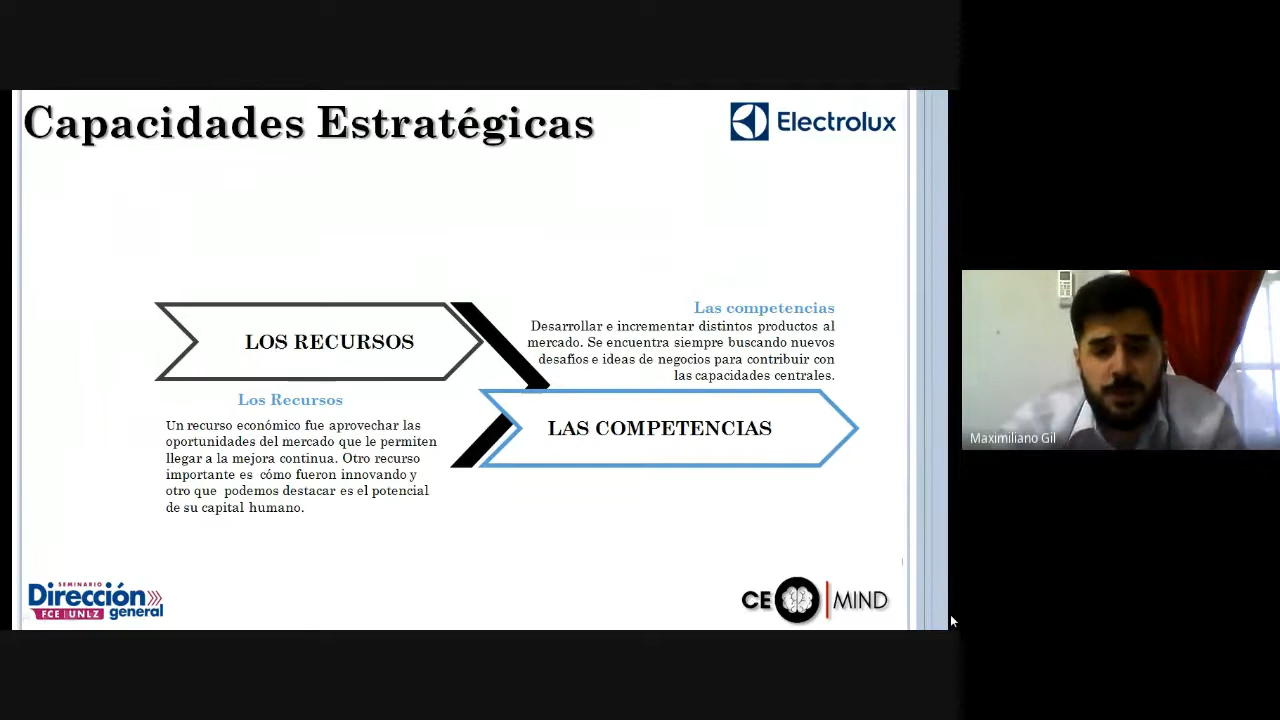 Capacidades Estratégicas
Electrolux
LOS RECURSOS
Las competencias
Desarrollar e incrementar distintos productos al
mercado. Se encuentra siempre buscando nuevos
desafíos e ideas de negocios para contribuir con
las capacidades centrales.
Los Recursos
Un recurso económico fue aprovechar las
oportunidades del mercado que le permiten
llegar a la mejora continua. Otro recurso
importante es cómo fueron innovando y
otro que podemos destacar es el potencial
de su capital humano.
LAS COMPETENCIAS
Maximiliano Gil
SEMINARIO
Dirección
general
FCE | UNLZ
CE MIND